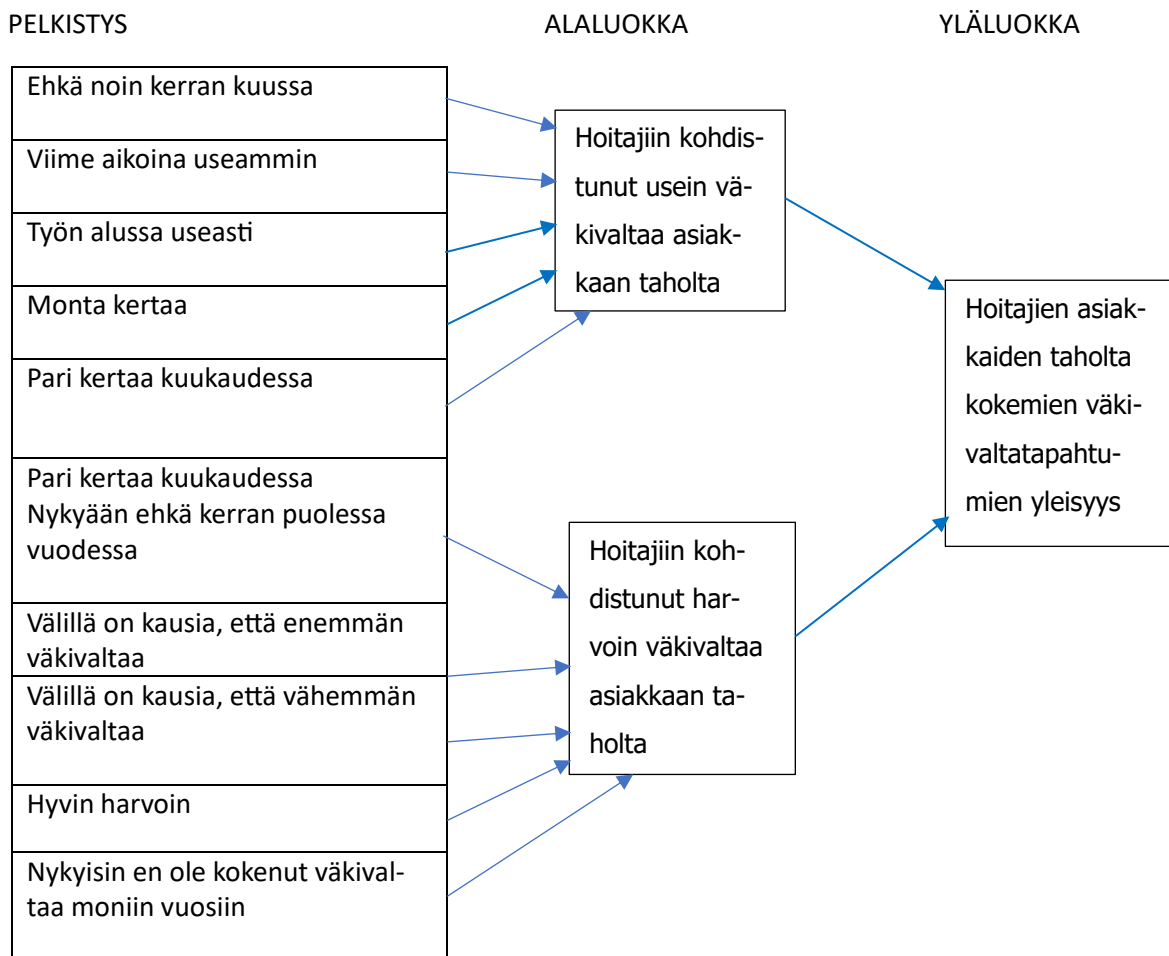 PELKISTYS
ALALUOKKA
YLÄLUOKKA
Ehkä noin kerran kuussa
Viime aikoina useammin
Työn alussa useasti
Monta kertaa
Pari kertaa kuukaudessa
Pari kertaa kuukaudessa
Nykyään ehkä kerran puolessa
vuodessa
Välillä on kausia, että enemmän
väkivaltaa
Välillä on kausia, että vähemmän
väkivaltaa
Hyvin harvoin
Nykyisin en ole kokenut väkival-
taa moniin vuosiin
Hoitajiin kohdis-
tunut usein vä-
kivaltaa asiak-
kaan taholta
Hoitajiin koh-
distunut har-
voin väkivaltaa
asiakkaan ta-
holta
Hoitajien asiak-
kaiden taholta
kokemien väki-
valtatapahtu-
mien yleisyys